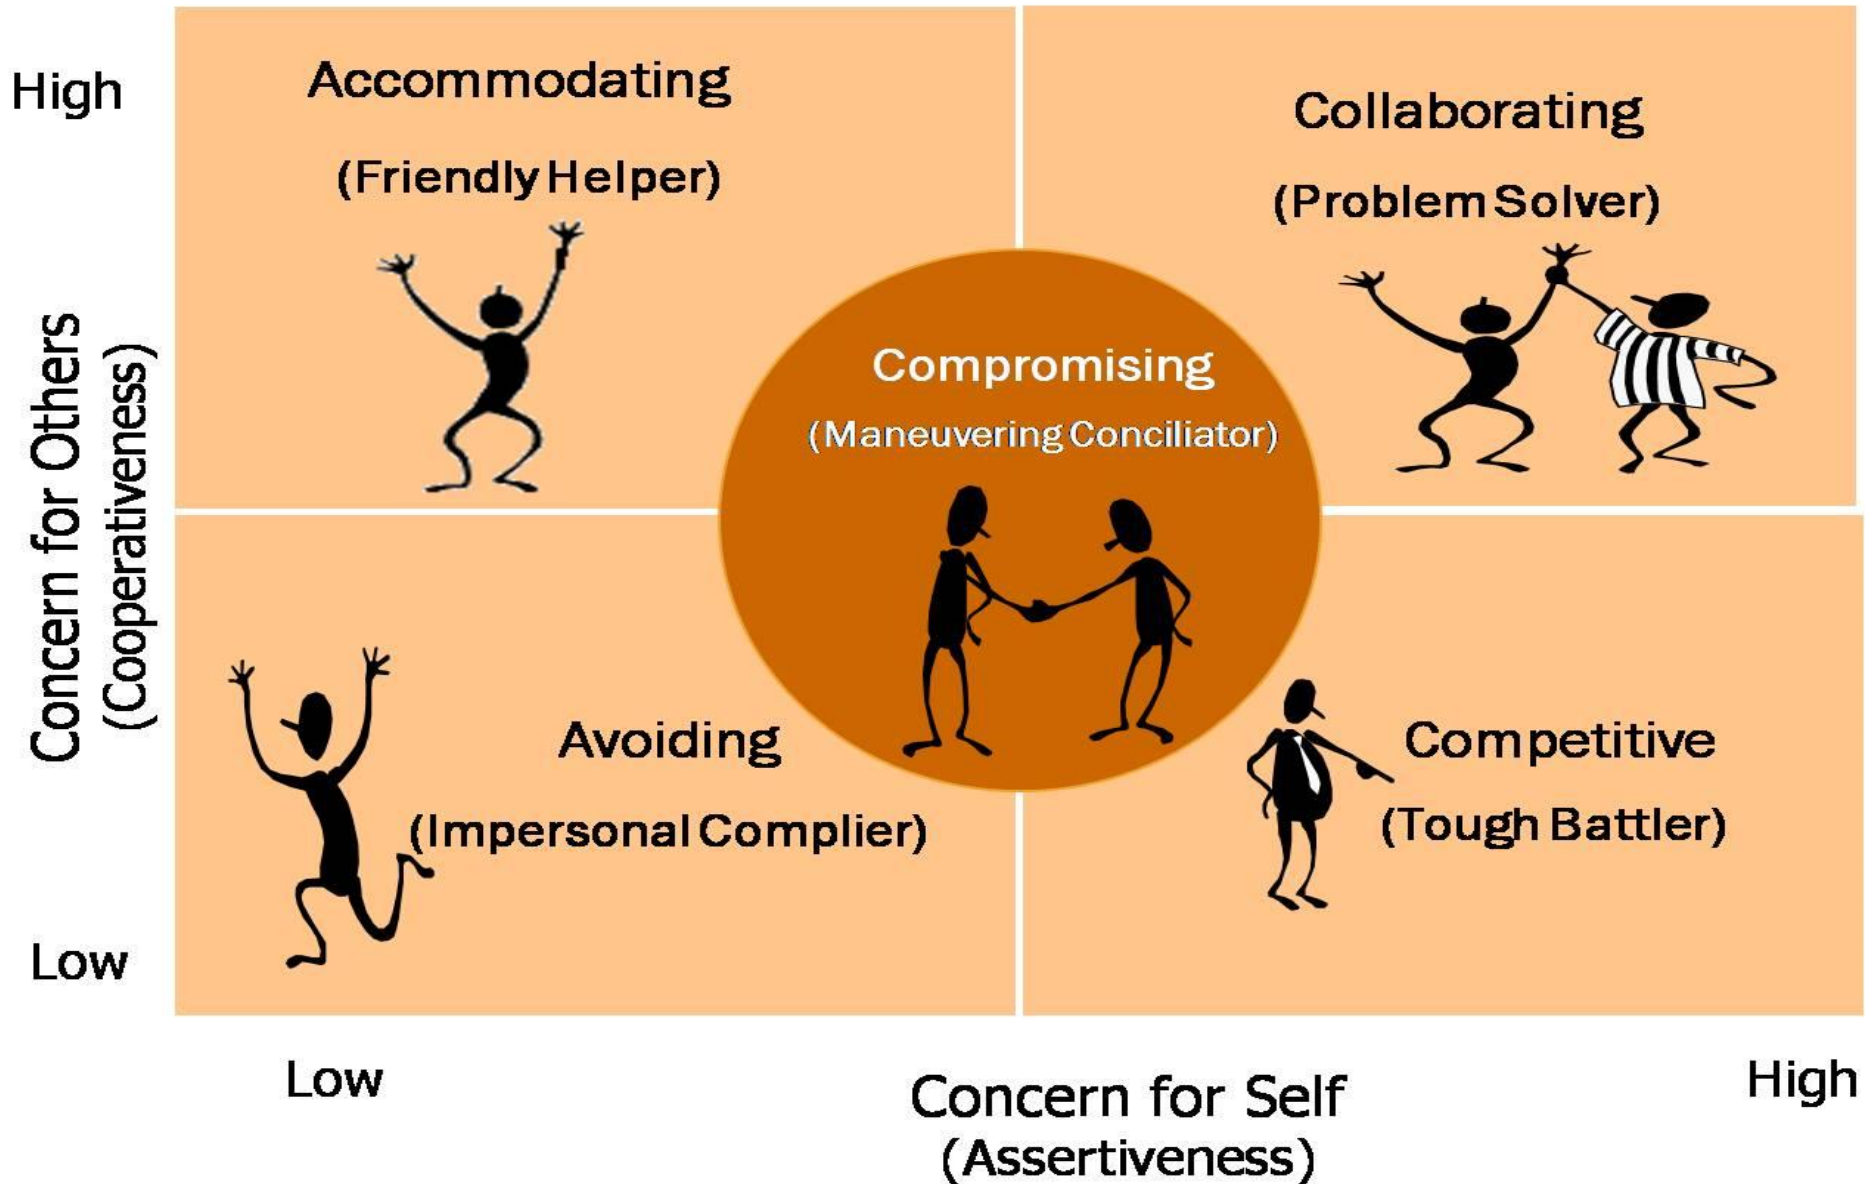 High
Accommodating
(Friendly Helper)
Collaborating
(Problem Solver)
Compromising
(Maneuvering Conciliator)
Concern for Others
(Cooperativeness)
Avoiding
(Impersonal Complier)
Competitive
(Tough Battler)
Low
Low
Concern for Self
(Assertiveness)
High